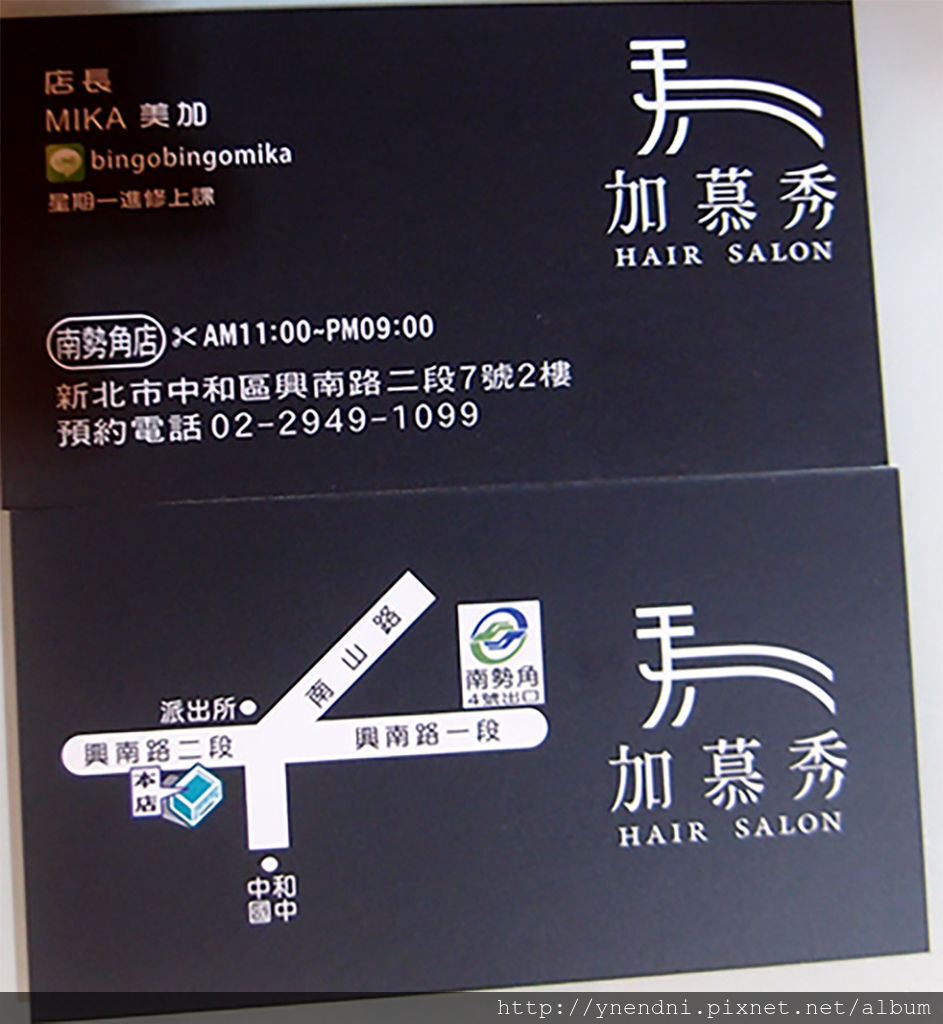 店長
MIKA 美加
LINE bingobingomika
星期一進修上課
加慕秀
HAIR SALON
南勢角店 AM11:00~PM09:00
新北市中和區興南路二段7號2樓
預約電話 02-2949-1099
南山路
南勢角
4號出口
派出所
興南路二段
興南路一段
本店
中和
國中
加慕秀
HAIR SALON
http://ynendni.pixnet.net/album